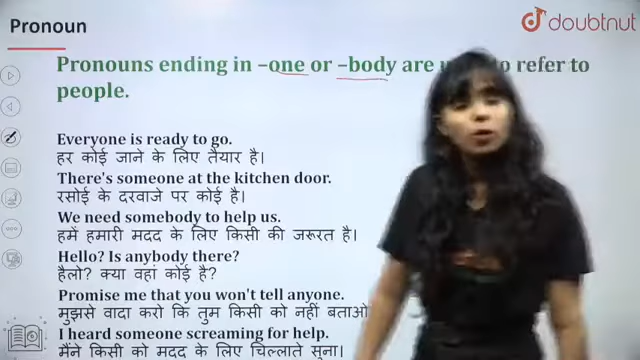 Pronoun
doubtnut
Pronouns ending in –one or –body are to refer to
people.
Everyone is ready to go.
हर कोई जाने के लिए तैयार है।
There's someone at the kitchen door.
रसोई के दरवाजे पर कोई है।
We need somebody to help us.
हमें हमारी मदद के लिए किसी की जरूरत है।
Hello? Is anybody there?
हैलो? क्या वहां कोई है?
Promise me that you won't tell anyone.
मुझसे वादा करो कि तुम किसी को नहीं बताओ
I heard someone screaming for help.
मैंने किसी को मदद के लिए चिल्लाते सुना।